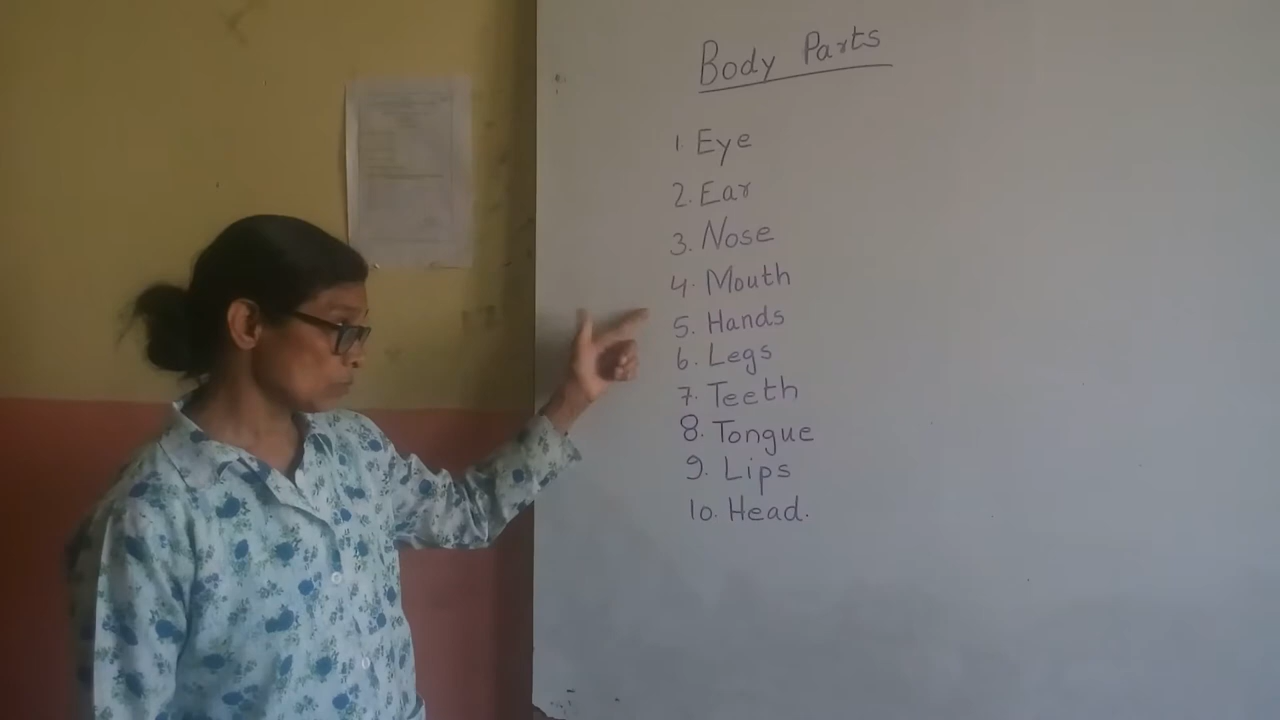 Body Parts
1. Eye
2. Ear
3. Nose
4. Mouth
5. Hands
6. Legs
7. Teeth
8. Tongue
9. Lips
10. Head.